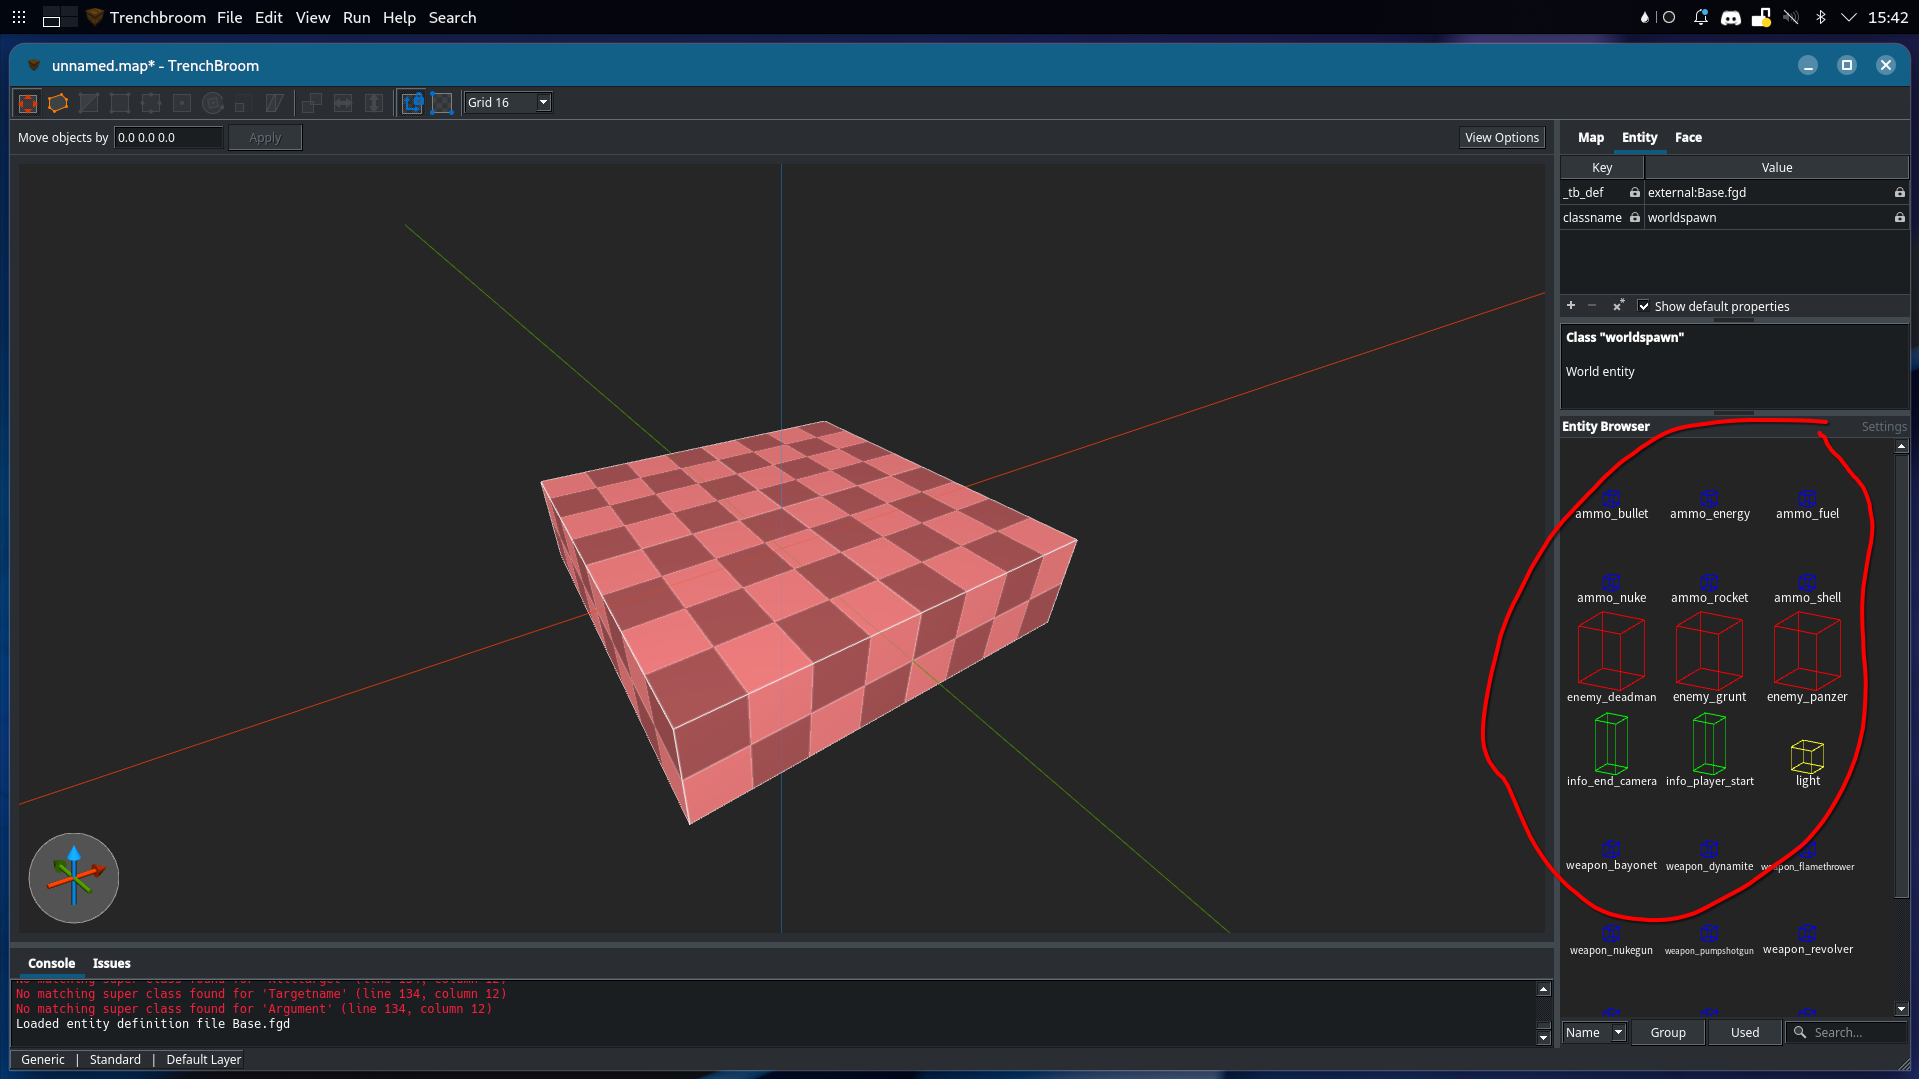 Trenchbroom File Edit View Run Help Search 15:42
unnamed.map* - TrenchBroom
Grid 16
Move objects by 0.0 0.0 0.0 Apply View Options
Map Entity Face
Key Value
_tb_def external:Base.fgd
classname worldspawn
+ − Show default properties
Class "worldspawn"
World entity
Entity Browser Settings
ammo_bullet ammo_energy ammo_fuel
ammo_nuke ammo_rocket ammo_shell
enemy_deadman enemy_grunt enemy_panzer
info_end_camera info_player_start light
weapon_bayonet weapon_dynamite weapon_flamethrower
weapon_nukegun weapon_pumpshotgun weapon_revolver
Name Group Used Search...
Console Issues
No matching super class found for 'Targetname' (line 134, column 12)
No matching super class found for 'Argument' (line 134, column 12)
Loaded entity definition file Base.fgd
Generic | Standard | Default Layer